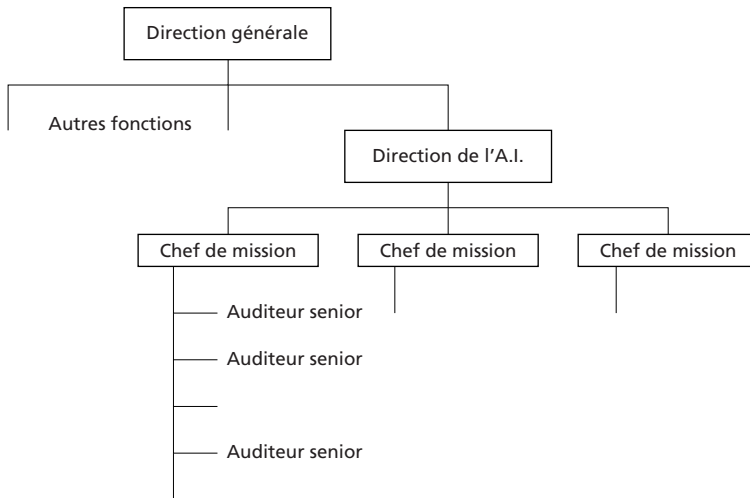 Direction générale
Autres fonctions
Direction de l'A.I.
Chef de mission
Chef de mission
Chef de mission
Auditeur senior
Auditeur senior
Auditeur senior